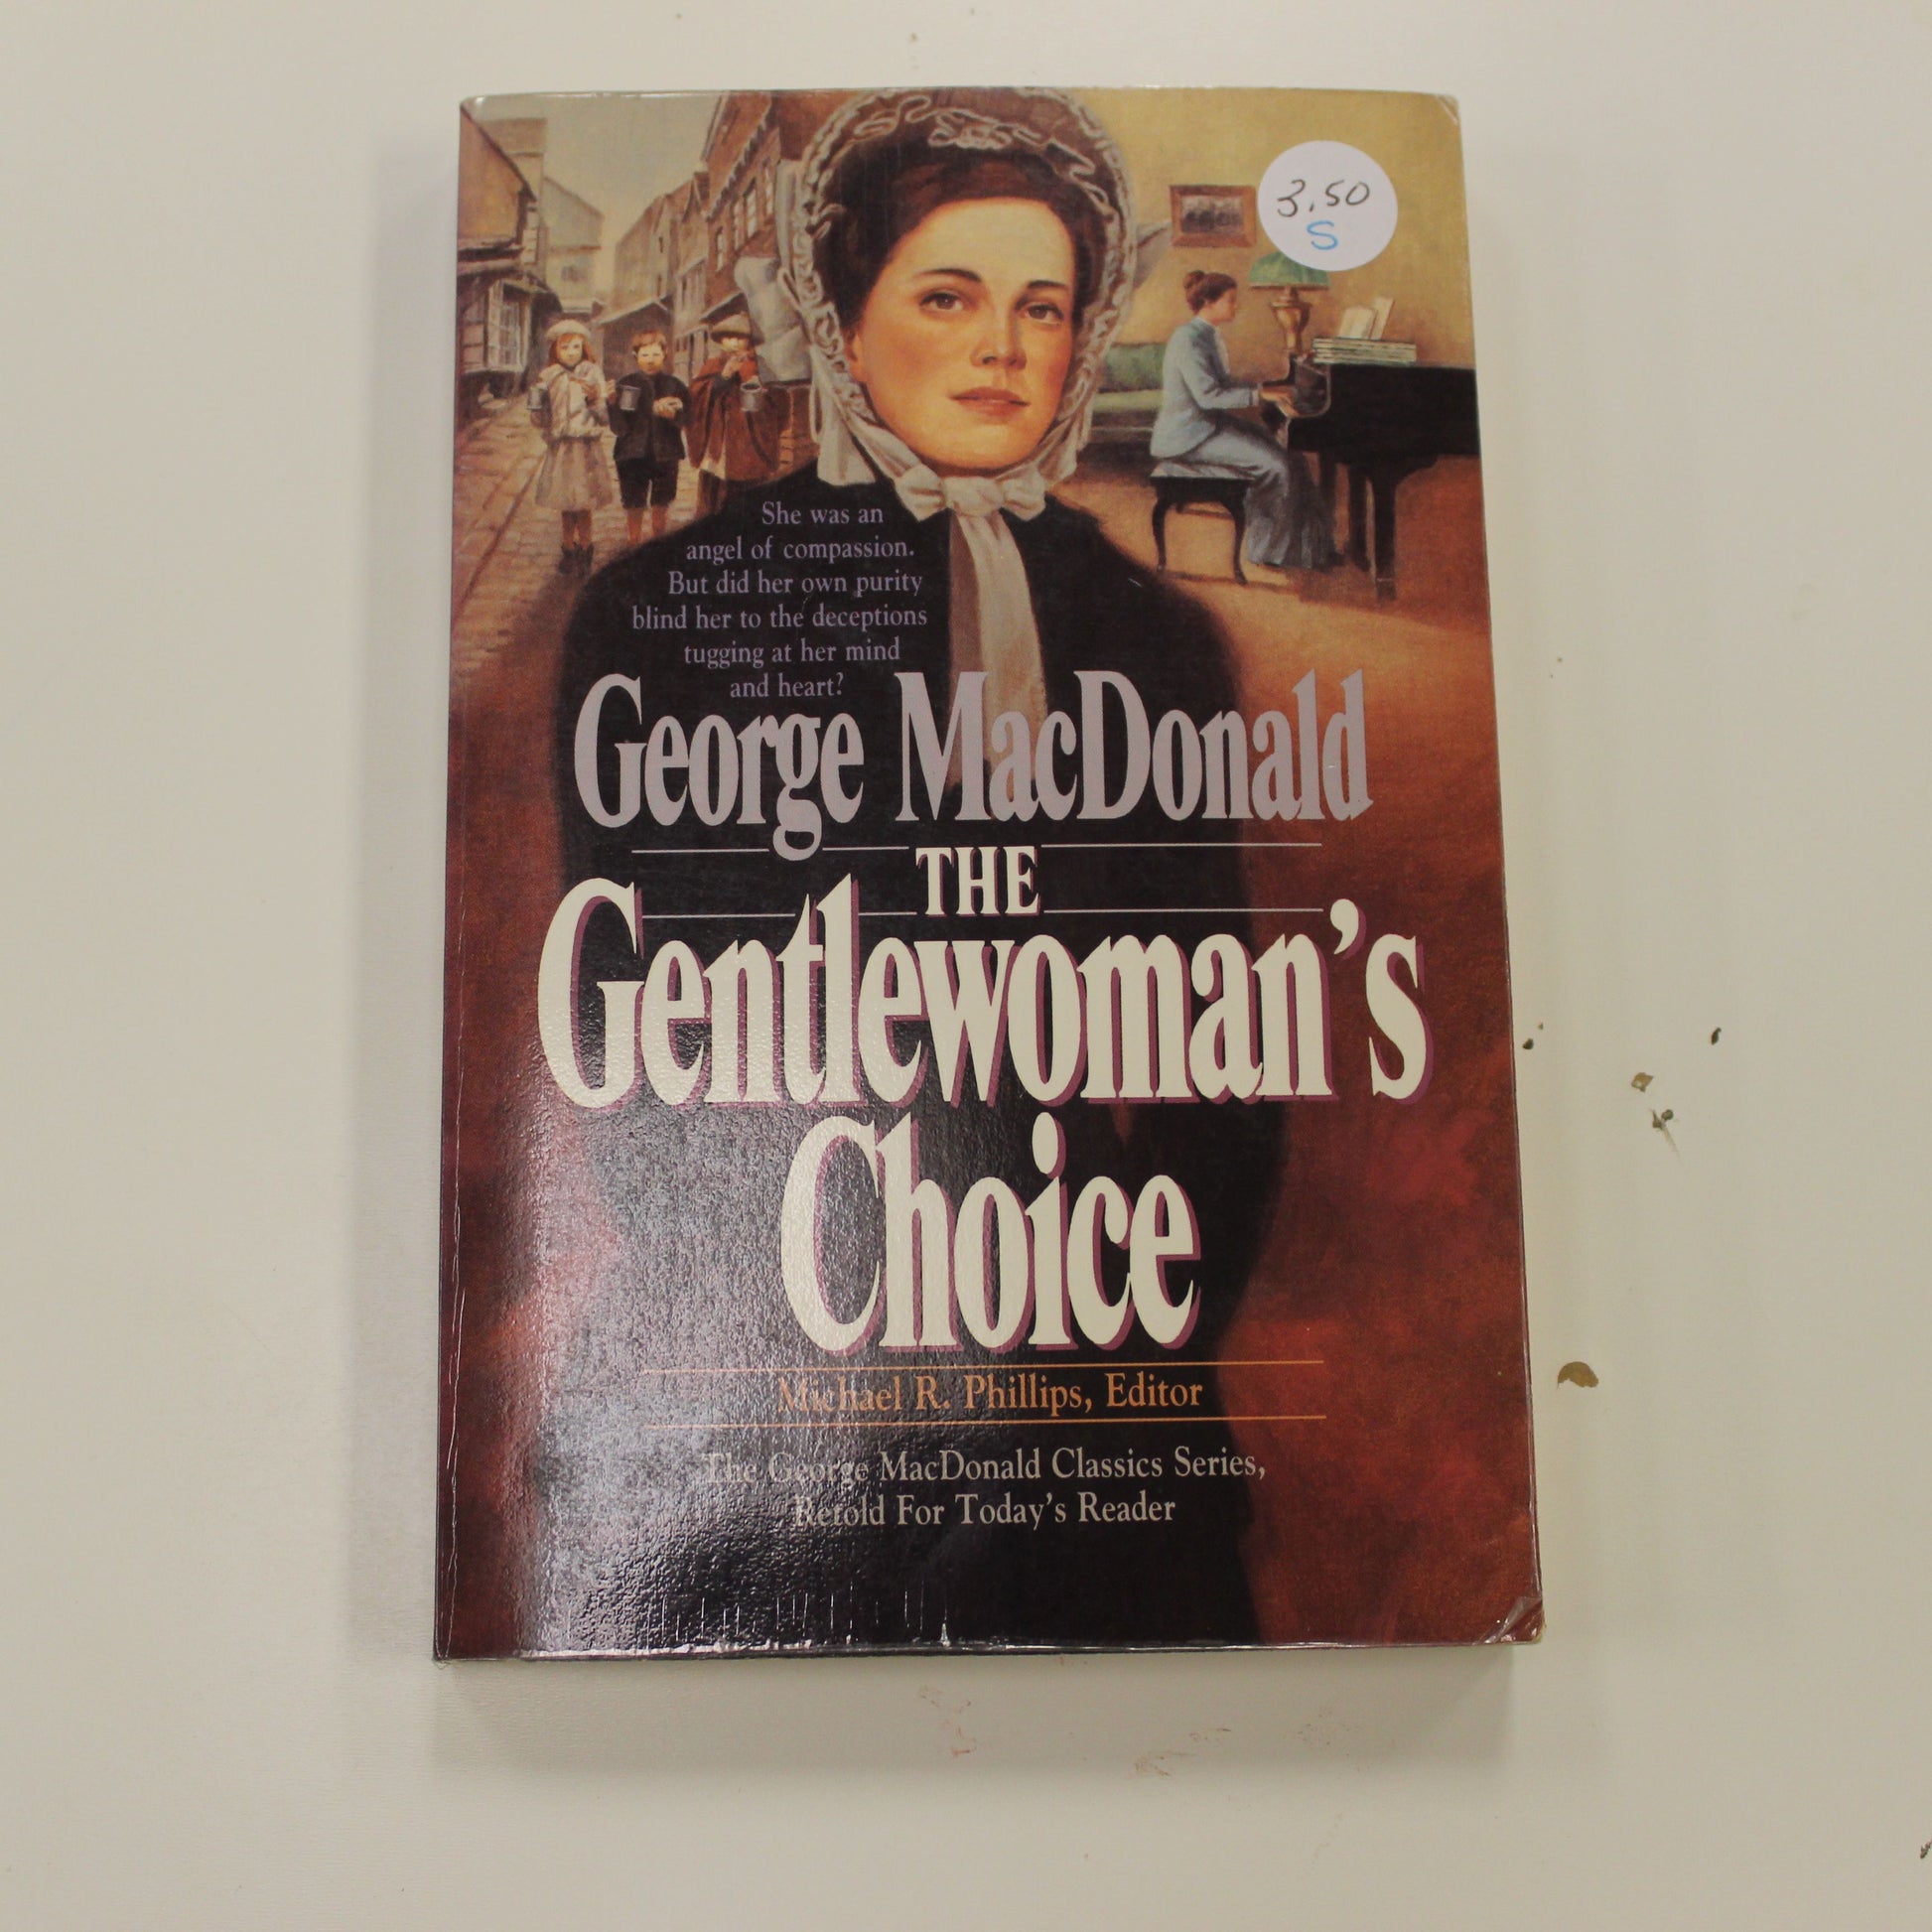 3.50
S
She was an
angel of compassion.
But did her own purity
blind her to the deceptions
tugging at her mind
and heart?
George MacDonald
THE
Gentlewoman's
Choice
Michael R. Phillips, Editor
The George MacDonald Classics Series,
Retold For Today's Reader